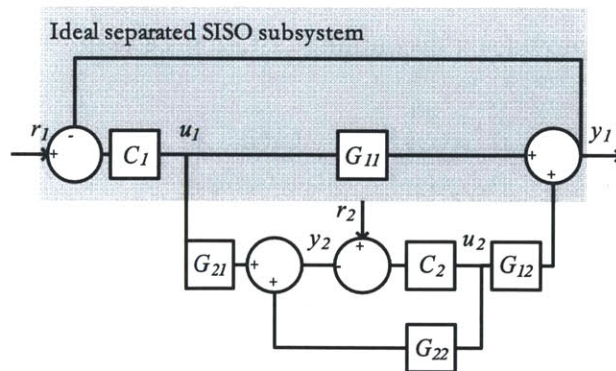 Ideal separated SISO subsystem
-
r1 + C1 u1 G11 + y1
+
r2
G21 + y2 - + C2 u2 G12
+
G22